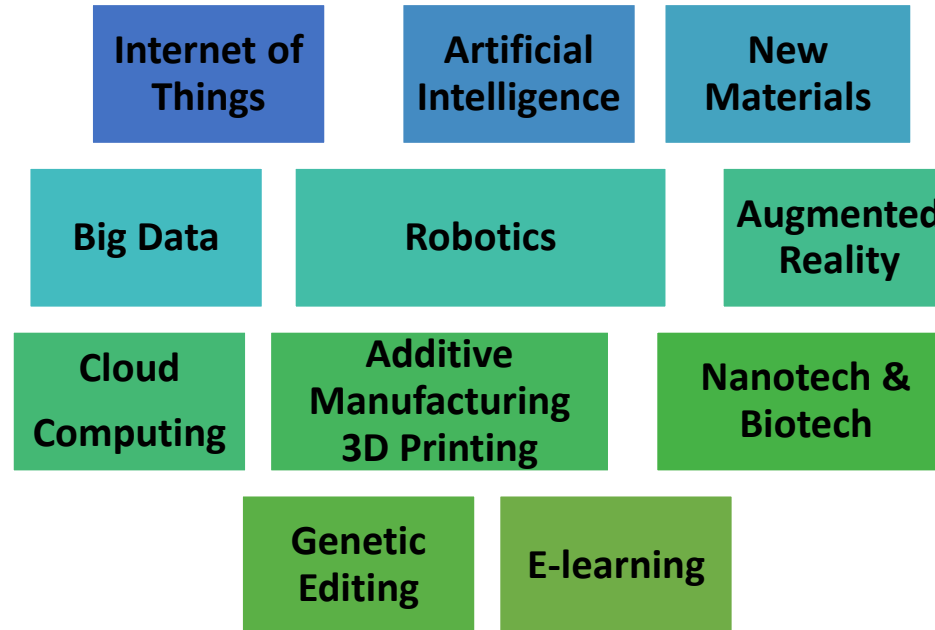 Internet of
Things
Artificial
Intelligence
New
Materials
Big Data
Robotics
Augmented
Reality
Cloud
Computing
Additive
Manufacturing
3D Printing
Nanotech &
Biotech
Genetic
Editing
E-learning